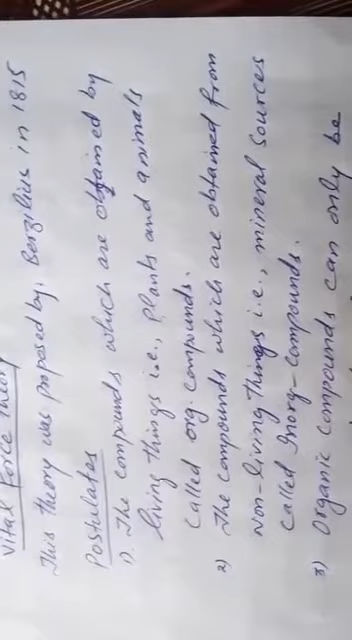 Vital Force Theory
This theory was proposed by, Berzilius in 1815
Postulates
1). The compounds which are obtained by
living things i.e., Plants and animals
called org. compounds.
2) The compounds which are obtained from
Non-living things i.e., mineral sources
called Inorg-compounds.
3) Organic compounds can only be